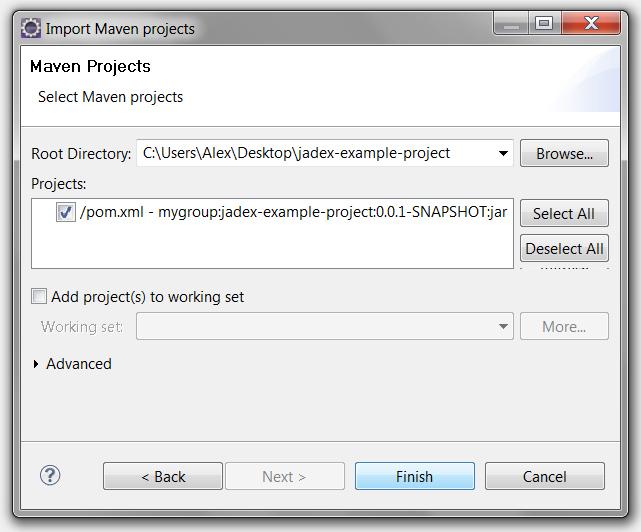 Import Maven projects
Maven Projects
Select Maven projects
Root Directory: C:\Users\Alex\Desktop\jadex-example-project Browse...
Projects:
/pom.xml - mygroup:jadex-example-project:0.0.1-SNAPSHOT:jar
Select All
Deselect All
Add project(s) to working set
Working set: More...
Advanced
? < Back Next > Finish Cancel